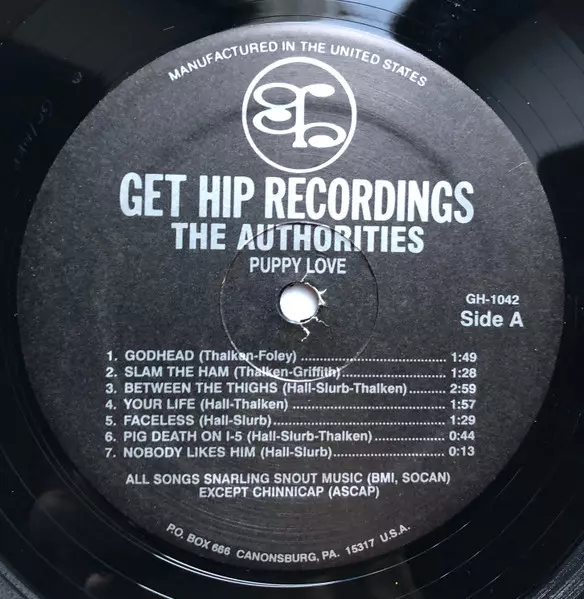 MANUFACTURED IN THE UNITED STATES
GET HIP RECORDINGS
THE AUTHORITIES
PUPPY LOVE
GH-1042
Side A
1. GODHEAD (Thalken-Foley) 1:49
2. SLAM THE HAM (Thalken-Griffith) 1:28
3. BETWEEN THE THIGHS (Hall-Slurb-Thalken) 2:59
4. YOUR LIFE (Hall-Thalken) 1:57
5. FACELESS (Hall-Slurb) 1:29
6. PIG DEATH ON I-5 (Hall-Slurb-Thalken) 0:44
7. NOBODY LIKES HIM (Hall-Slurb) 0:13
ALL SONGS SNARLING SNOUT MUSIC (BMI, SOCAN)
EXCEPT CHINNICAP (ASCAP)
P.O. BOX 666 CANONSBURG, PA. 15317 U.S.A.